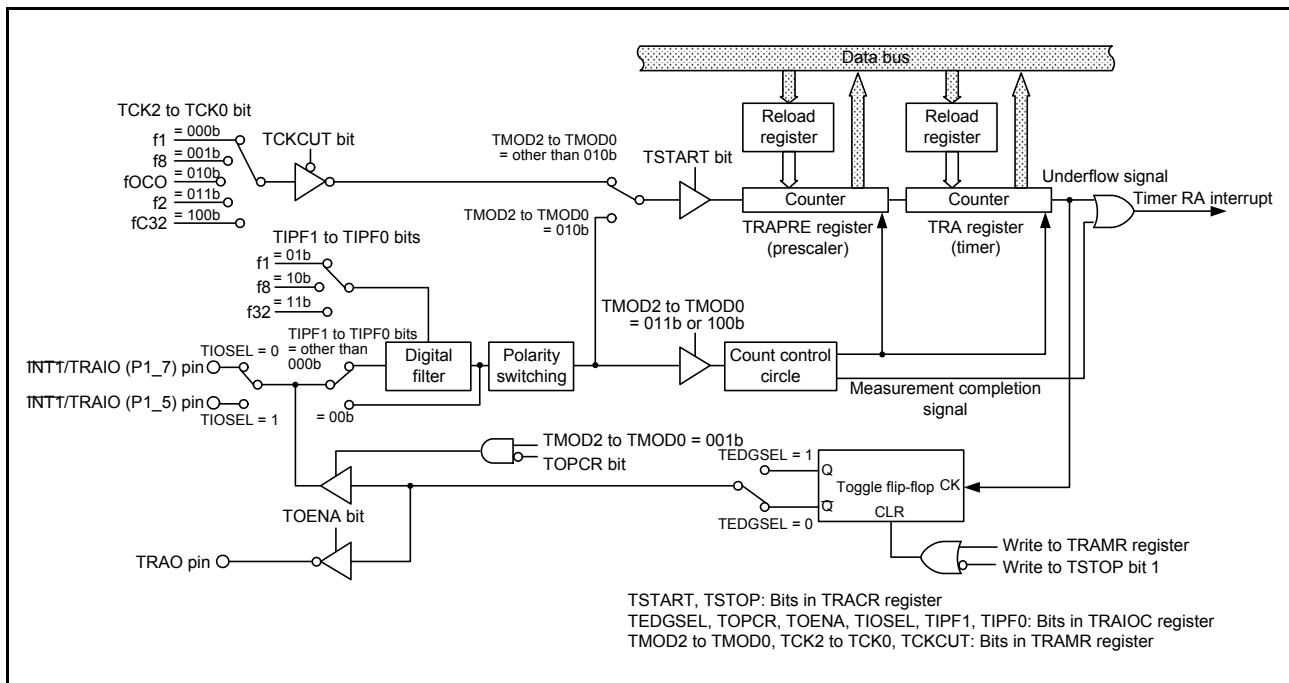 Data bus
TCK2 to TCK0 bit
f1
= 000b
f8
= 001b
fOCO
= 010b
f2
= 011b
fC32
= 100b
TCKCUT bit
TMOD2 to TMOD0
= other than 010b
TMOD2 to TMOD0
= 010b
TSTART bit
Reload
register
Reload
register
Counter
Counter
TRAPRE register
(prescaler)
TRA register
(timer)
Underflow signal
Timer RA interrupt
TIPF1 to TIPF0 bits
f1
= 01b
f8
= 10b
f32
= 11b
TIPF1 to TIPF0 bits
= other than
000b
= 00b
TIOSEL = 0
INT1/TRAIO (P1_7) pin
INT1/TRAIO (P1_5) pin
TIOSEL = 1
Digital
filter
Polarity
switching
TMOD2 to TMOD0
= 011b or 100b
Count control
circle
Measurement completion
signal
TMOD2 to TMOD0 = 001b
TOPCR bit
TEDGSEL = 1
TEDGSEL = 0
Q
Toggle flip-flop
CK
Q
CLR
TOENA bit
TRAO pin
Write to TRAMR register
Write to TSTOP bit 1
TSTART, TSTOP: Bits in TRACR register
TEDGSEL, TOPCR, TOENA, TIOSEL, TIPF1, TIPF0: Bits in TRAIOC register
TMOD2 to TMOD0, TCK2 to TCK0, TCKCUT: Bits in TRAMR register